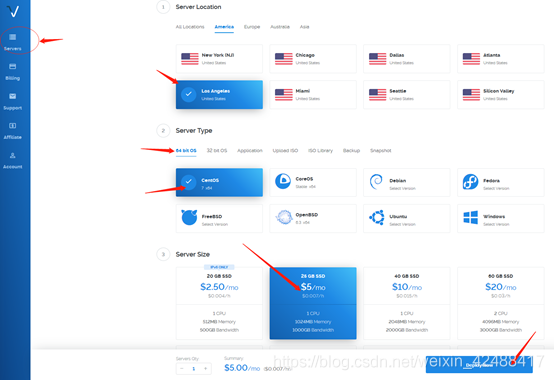 Servers
Billing
Support
Affiliate
Account
1 Server Location
All Locations America Europe Australia Asia
New York (NJ) Chicago Dallas Atlanta
United States United States United States United States
Los Angeles Miami Seattle Silicon Valley
United States United States United States United States
2 Server Type
64 bit OS 32 bit OS Application Upload ISO ISO Library Backup Snapshot
CentOS CoreOS Debian Fedora
7 x64 Stable x64 Select Version Select Version
FreeBSD OpenBSD Ubuntu Windows
Select Version 6.3 x64 Select Version Select Version
3 Server Size
IPV6 ONLY
20 GB SSD 25 GB SSD 40 GB SSD 60 GB SSD
$2.50/mo $5/mo $10/mo $20/mo
$0.004/h $0.007/h $0.015/h $0.03/h
1 CPU 1 CPU 1 CPU 2 CPU
512MB Memory 1024MB Memory 2048MB Memory 4096MB Memory
500GB Bandwidth 1000GB Bandwidth 2000GB Bandwidth 3000GB Bandwidth
Servers Qty: Summary
1 $5.00/mo ($0.007/h)
Deploy Now
https://blog.csdn.net/weixin_42488417